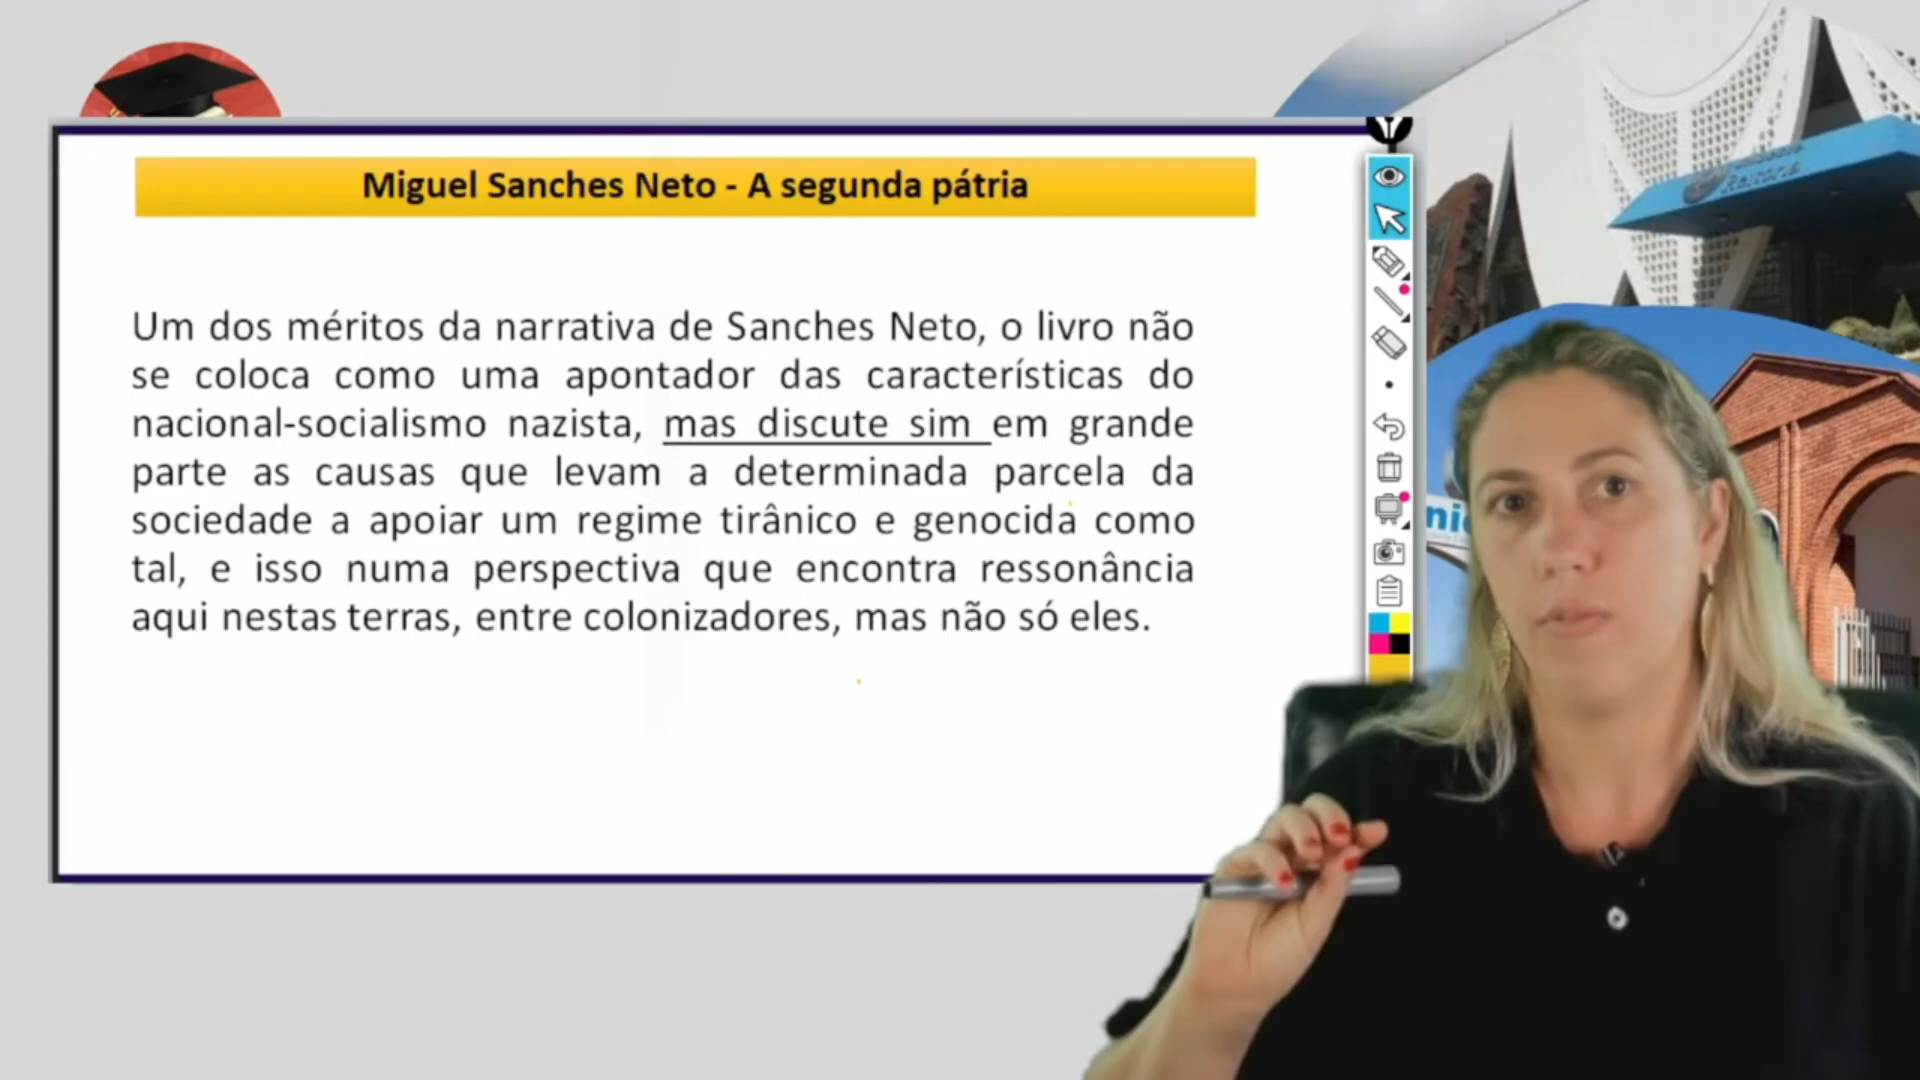 Miguel Sanches Neto - A segunda pátria
Um dos méritos da narrativa de Sanches Neto, o livro não
se coloca como uma apontador das características do
nacional-socialismo nazista, mas discute sim em grande
parte as causas que levam a determinada parcela da
sociedade a apoiar um regime tirânico e genocida como
tal, e isso numa perspectiva que encontra ressonância
aqui nestas terras, entre colonizadores, mas não só eles.